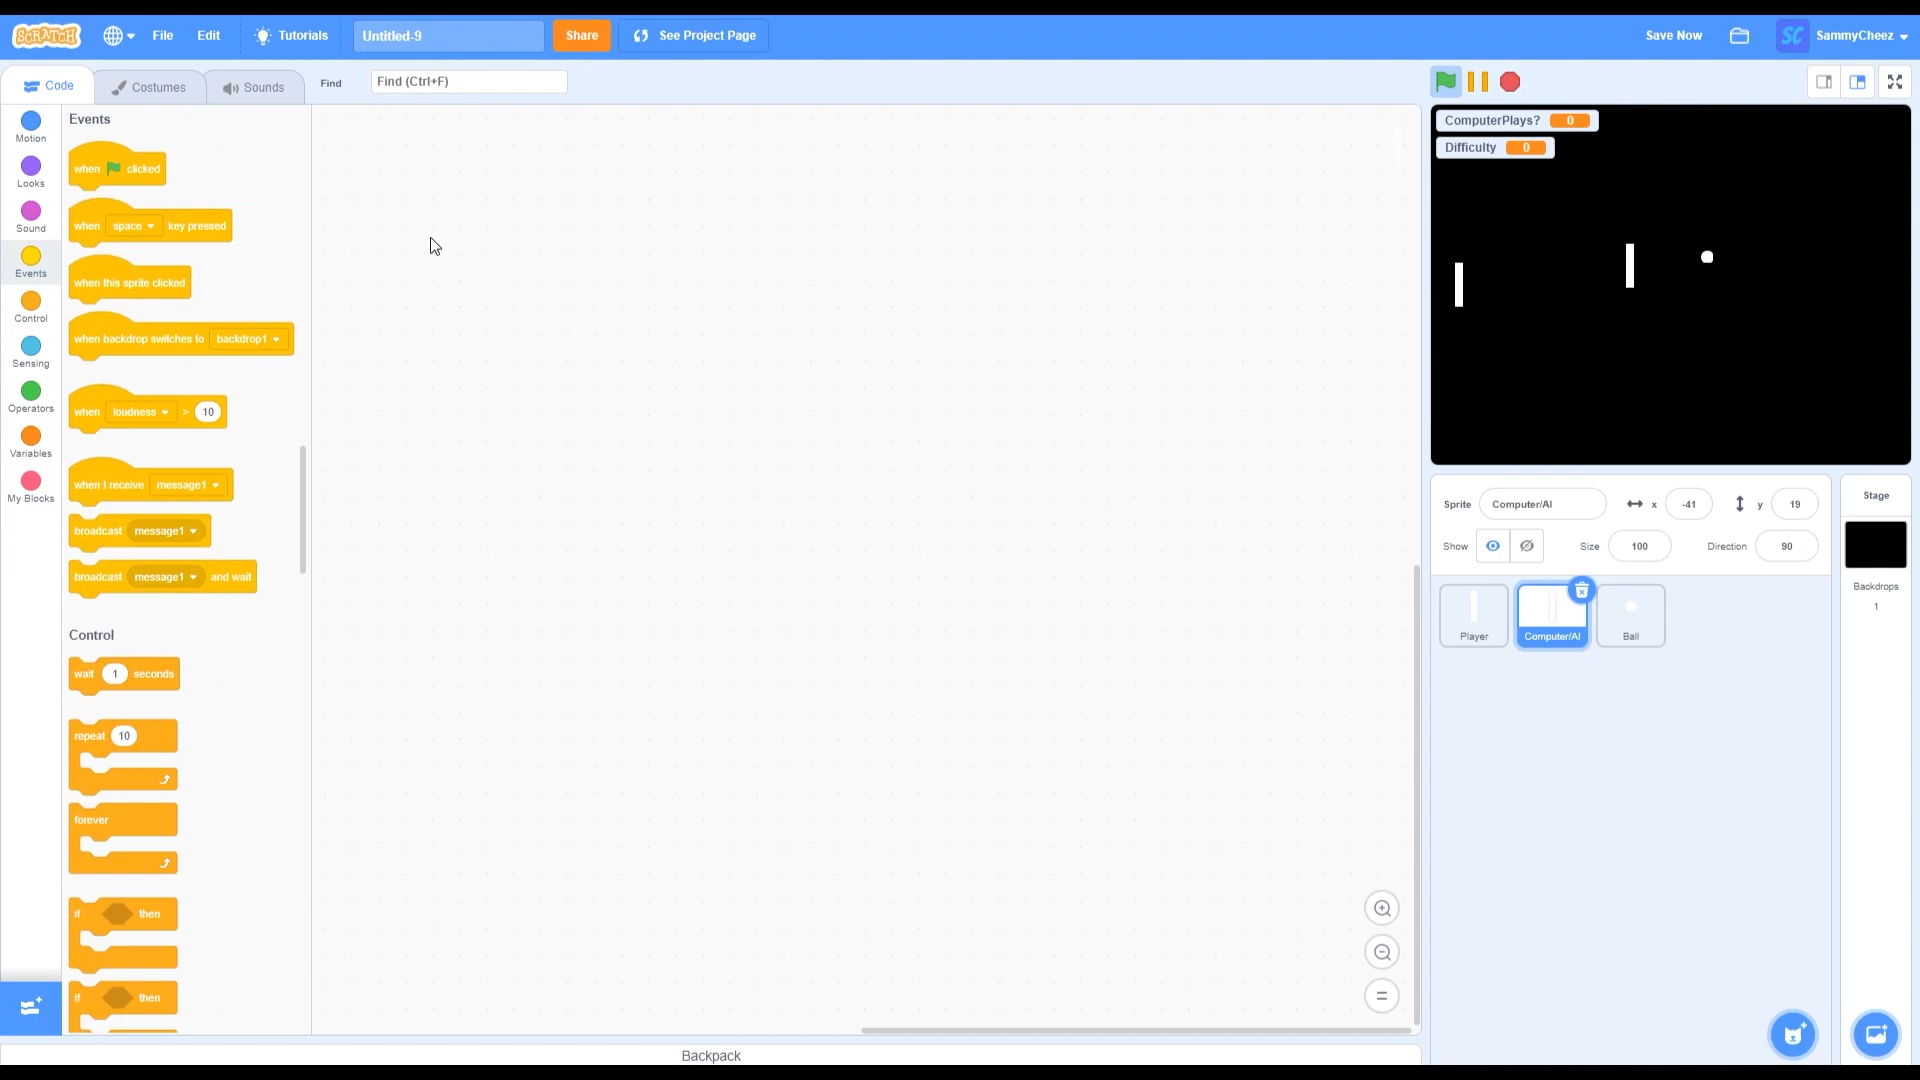 SCRATCH
File
Edit
Tutorials
Untitled-9
Share
See Project Page
Save Now
SC
SammyCheez
Code
Costumes
Sounds
Find
Find (Ctrl+F)
Motion
Looks
Sound
Events
Control
Sensing
Operators
Variables
My Blocks
Events
when clicked
when space key pressed
when this sprite clicked
when backdrop switches to backdrop1
when loudness > 10
when I receive message1
broadcast message1
broadcast message1 and wait
Control
wait 1 seconds
repeat 10
forever
if then
if then
Backpack
ComputerPlays? 0
Difficulty 0
Sprite Computer/AI x -41 y 19
Show Size 100 Direction 90
Player
Computer/AI
Ball
Stage
Backdrops
1